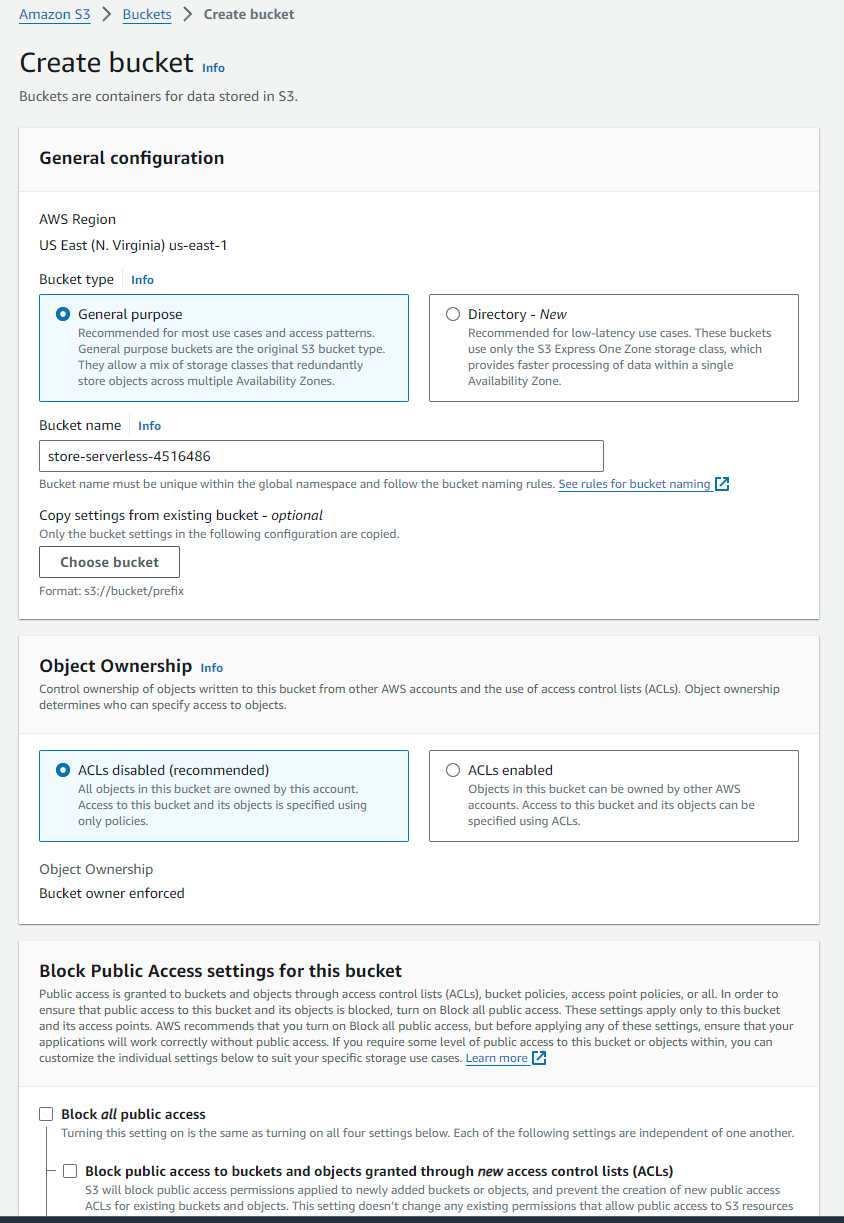 Amazon S3 > Buckets > Create bucket
Create bucket Info
Buckets are containers for data stored in S3.
General configuration
AWS Region
US East (N. Virginia) us-east-1
Bucket type Info
General purpose
Recommended for most use cases and access patterns.
General purpose buckets are the original S3 bucket type.
They allow a mix of storage classes that redundantly
store objects across multiple Availability Zones.
Directory - New
Recommended for low-latency use cases. These buckets
use only the S3 Express One Zone storage class, which
provides faster processing of data within a single
Availability Zone.
Bucket name Info
store-serverless-4516486
Bucket name must be unique within the global namespace and follow the bucket naming rules. See rules for bucket naming
Copy settings from existing bucket - optional
Only the bucket settings in the following configuration are copied.
Choose bucket
Format: s3://bucket/prefix
Object Ownership Info
Control ownership of objects written to this bucket from other AWS accounts and the use of access control lists (ACLs). Object ownership
determines who can specify access to objects.
ACLs disabled (recommended)
All objects in this bucket are owned by this account.
Access to this bucket and its objects is specified using
only policies.
ACLs enabled
Objects in this bucket can be owned by other AWS
accounts. Access to this bucket and its objects can be
specified using ACLs.
Object Ownership
Bucket owner enforced
Block Public Access settings for this bucket
Public access is granted to buckets and objects through access control lists (ACLs), bucket policies, access point policies, or all. In order to
ensure that public access to this bucket and its objects is blocked, turn on Block all public access. These settings apply only to this bucket
and its access points. AWS recommends that you turn on Block all public access, but before applying any of these settings, ensure that your
applications will work correctly without public access. If you require some level of public access to this bucket or objects within, you can
customize the individual settings below to suit your specific storage use cases. Learn more
Block all public access
Turning this setting on is the same as turning on all four settings below. Each of the following settings are independent of one another.
Block public access to buckets and objects granted through new access control lists (ACLs)
S3 will block public access permissions applied to newly added buckets or objects, and prevent the creation of new public access
ACLs for existing buckets and objects. This setting doesn't change any existing permissions that allow public access to S3 resources